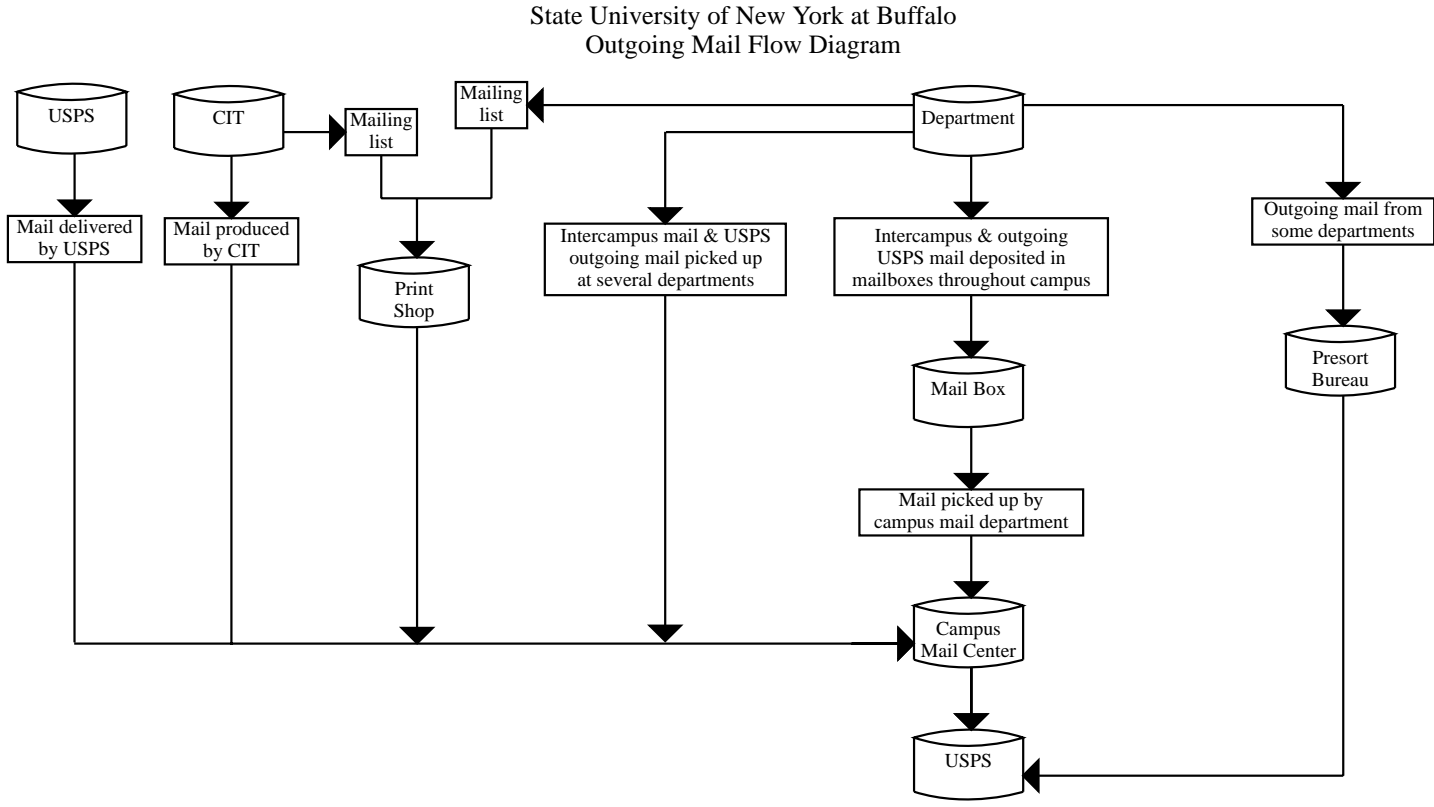 State University of New York at Buffalo
Outgoing Mail Flow Diagram
USPS
CIT
Mailing
list
Mailing
list
Department
Mail delivered
by USPS
Mail produced
by CIT
Print
Shop
Intercampus mail & USPS
outgoing mail picked up
at several departments
Intercampus & outgoing
USPS mail deposited in
mailboxes throughout campus
Outgoing mail from
some departments
Mail Box
Presort
Bureau
Mail picked up by
campus mail department
Campus
Mail Center
USPS